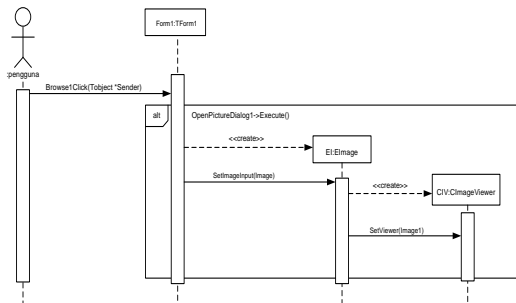 Form1:TForm1
:pengguna
Browse1Click(Tobject *Sender)
alt
OpenPictureDialog1->Execute()
<<create>>
EI:EImage
SetImageInput(Image)
<<create>>
CIV:CImageViewer
SetViewer(Image1)